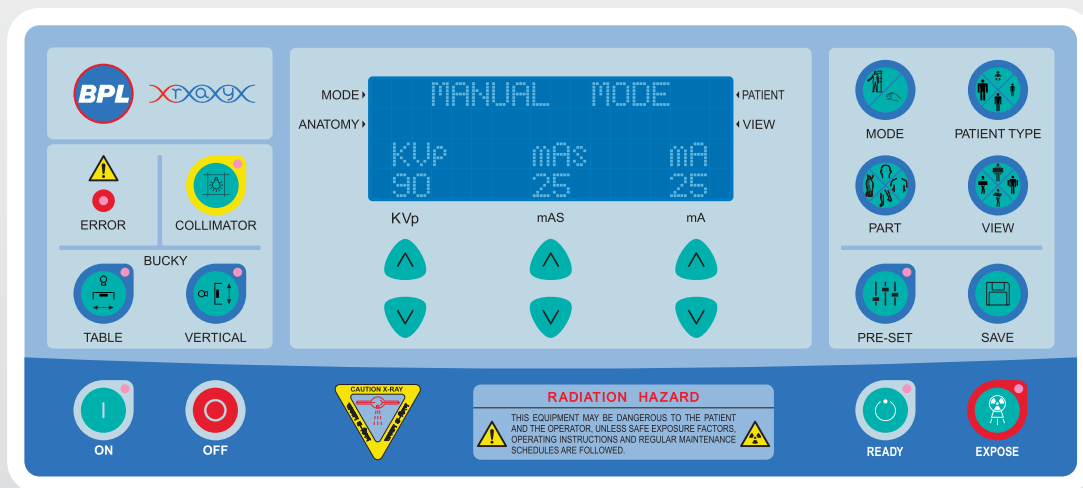 BPL x-ray
MODE
ANATOMY
MANUAL MODE
PATIENT
VIEW
KVp mAs mA
90 25 25
KVp mAS mA
ERROR
COLLIMATOR
BUCKY
TABLE
VERTICAL
MODE
PATIENT TYPE
PART
VIEW
PRE-SET
SAVE
ON
OFF
CAUTION X-RAY
RADIATION HAZARD
THIS EQUIPMENT MAY BE DANGEROUS TO THE PATIENT
AND THE OPERATOR, UNLESS SAFE EXPOSURE FACTORS,
OPERATING INSTRUCTIONS AND REGULAR MAINTENANCE
SCHEDULES ARE FOLLOWED.
READY
EXPOSE